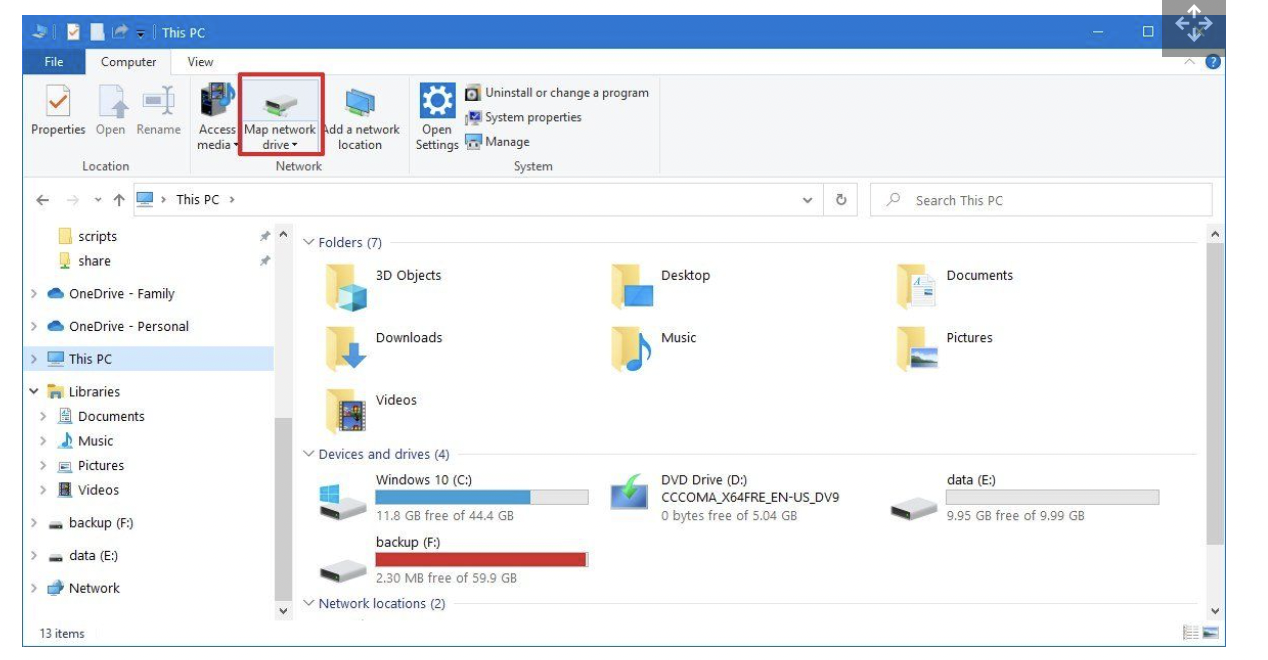 This PC
File Computer View
Properties Open Rename Access media Map network drive Add a network location Open Settings Uninstall or change a program
System properties
Manage
Location Network System
This PC
Search This PC
scripts
share
OneDrive - Family
OneDrive - Personal
This PC
Libraries
Documents
Music
Pictures
Videos
backup (F:)
data (E:)
Network
Folders (7)
3D Objects
Desktop
Documents
Downloads
Music
Pictures
Videos
Devices and drives (4)
Windows 10 (C:)
11.8 GB free of 44.4 GB
DVD Drive (D:)
CCCOMA_X64FRE_EN-US_DV9
0 bytes free of 5.04 GB
data (E:)
9.95 GB free of 9.99 GB
backup (F:)
2.30 MB free of 59.9 GB
Network locations (2)
13 items